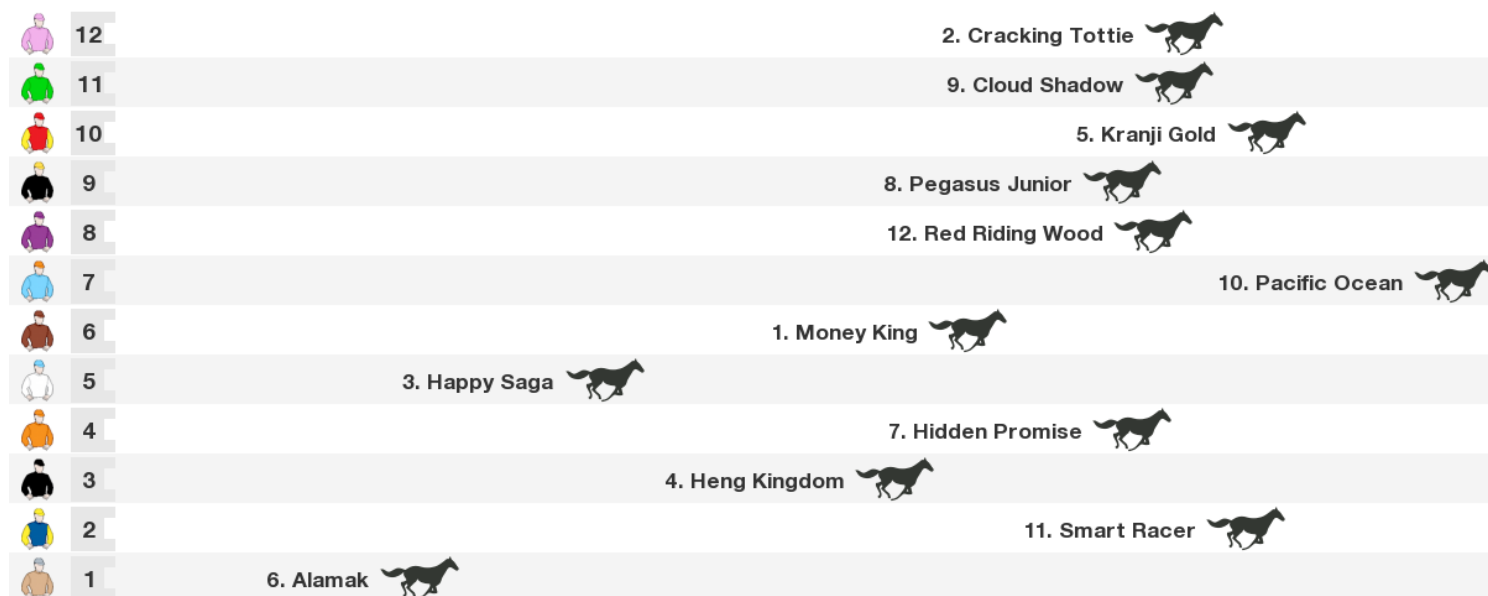 12 2. Cracking Tottie
11 9. Cloud Shadow
10 5. Kranji Gold
9 8. Pegasus Junior
8 12. Red Riding Wood
7 10. Pacific Ocean
6 1. Money King
5 3. Happy Saga
4 7. Hidden Promise
3 4. Heng Kingdom
2 11. Smart Racer
1 6. Alamak